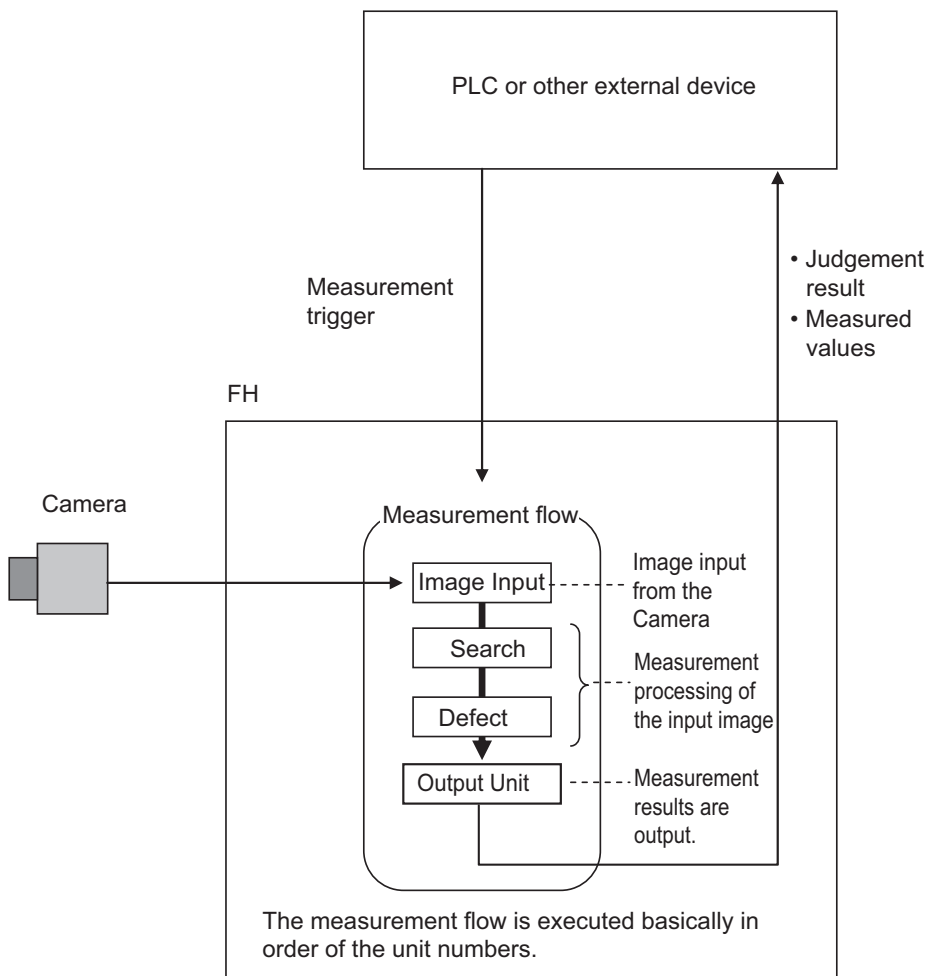 PLC or other external device
Measurement
trigger
• Judgement
result
• Measured
values
FH
Camera
Measurement flow
Image Input
Image input
from the
Camera
Search
Defect
Measurement
processing of
the input image
Output Unit
Measurement
results are
output.
The measurement flow is executed basically in
order of the unit numbers.